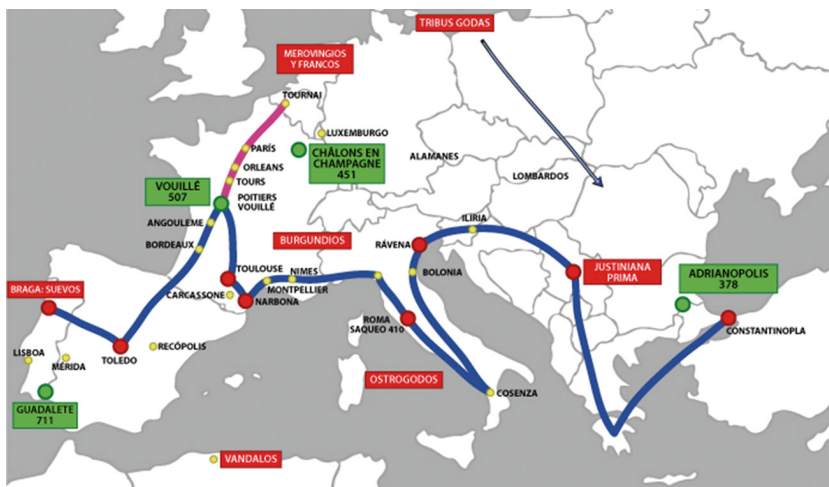 TRIBUS GODAS
MEROVINGIOS
Y FRANCOS
TOURNAI
LUXEMBURGO
PARÍS
CHÂLONS EN
CHAMPAGNE
451
ORLEANS
TOURS
ALAMANES
LOMBARDOS
VOUILLÉ
507
POITIERS
VOUILLÉ
ANGOULEME
BORDEAUX
BURGUNDIOS
ILIRIA
RÁVENA
BOLONIA
JUSTINIANA
PRIMA
ADRIANOPOLIS
378
CONSTANTINOPLA
TOULOUSE
NIMES
MONTPELLIER
CARCASSONE
NARBONA
BRAGA: SUEVOS
ROMA
SAQUEO 410
LISBOA
MÉRIDA
TOLEDO
RECÓPOLIS
OSTROGODOS
COSENZA
GUADALETE
711
VANDALOS